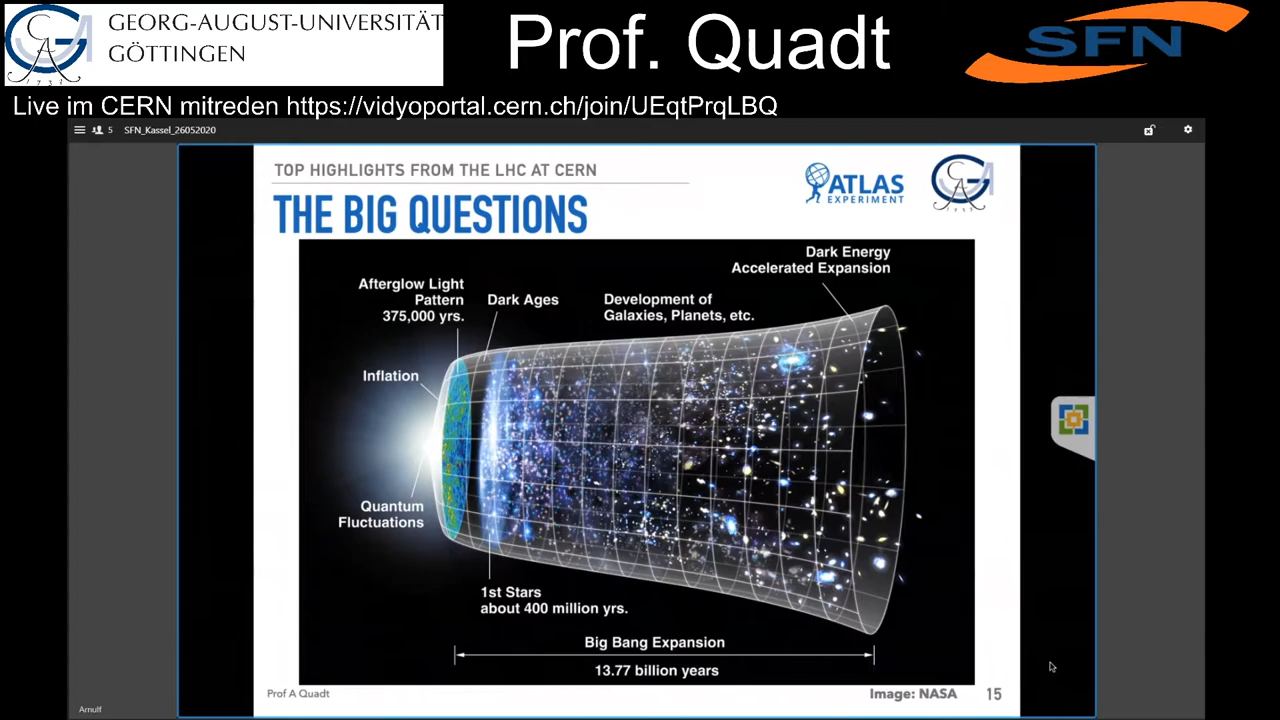 GEORG-AUGUST-UNIVERSITÄT
GÖTTINGEN
Prof. Quadt
SFN
Live im CERN mitreden https://vidyoportal.cern.ch/join/UEqtPrqLBQ
5 SFN_Kassel_26052020
TOP HIGHLIGHTS FROM THE LHC AT CERN
THE BIG QUESTIONS
ATLAS
EXPERIMENT
Dark Energy
Accelerated Expansion
Afterglow Light
Pattern
375,000 yrs.
Dark Ages
Development of
Galaxies, Planets, etc.
Inflation
Quantum
Fluctuations
1st Stars
about 400 million yrs.
Big Bang Expansion
13.77 billion years
Prof A Quadt
Image: NASA
15
Arnulf